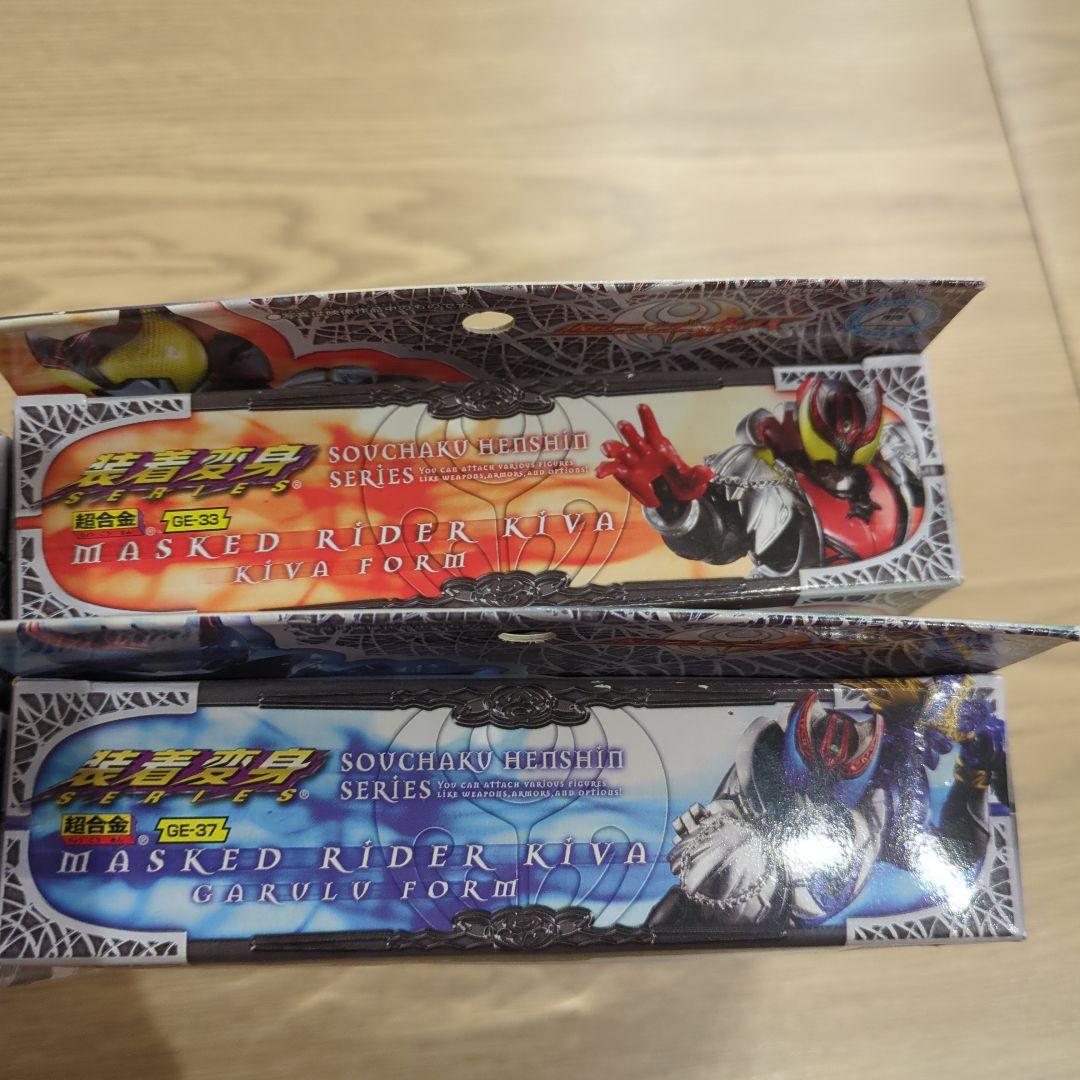 装着変身
SERIES®
SOUCHAKU HENSHIN
SERIES YOU CAN ATTACH VARIOUS FIGURES
LIKE WEAPONS, ARMORS, AND OPTIONS!
超合金® GE-33
MASKED RIDER KIVA
KIVA FORM
装着変身
SERIES®
SOUCHAKU HENSHIN
SERIES YOU CAN ATTACH VARIOUS FIGURES
LIKE WEAPONS, ARMORS, AND OPTIONS!
超合金® GE-37
MASKED RIDER KIVA
GARULU FORM